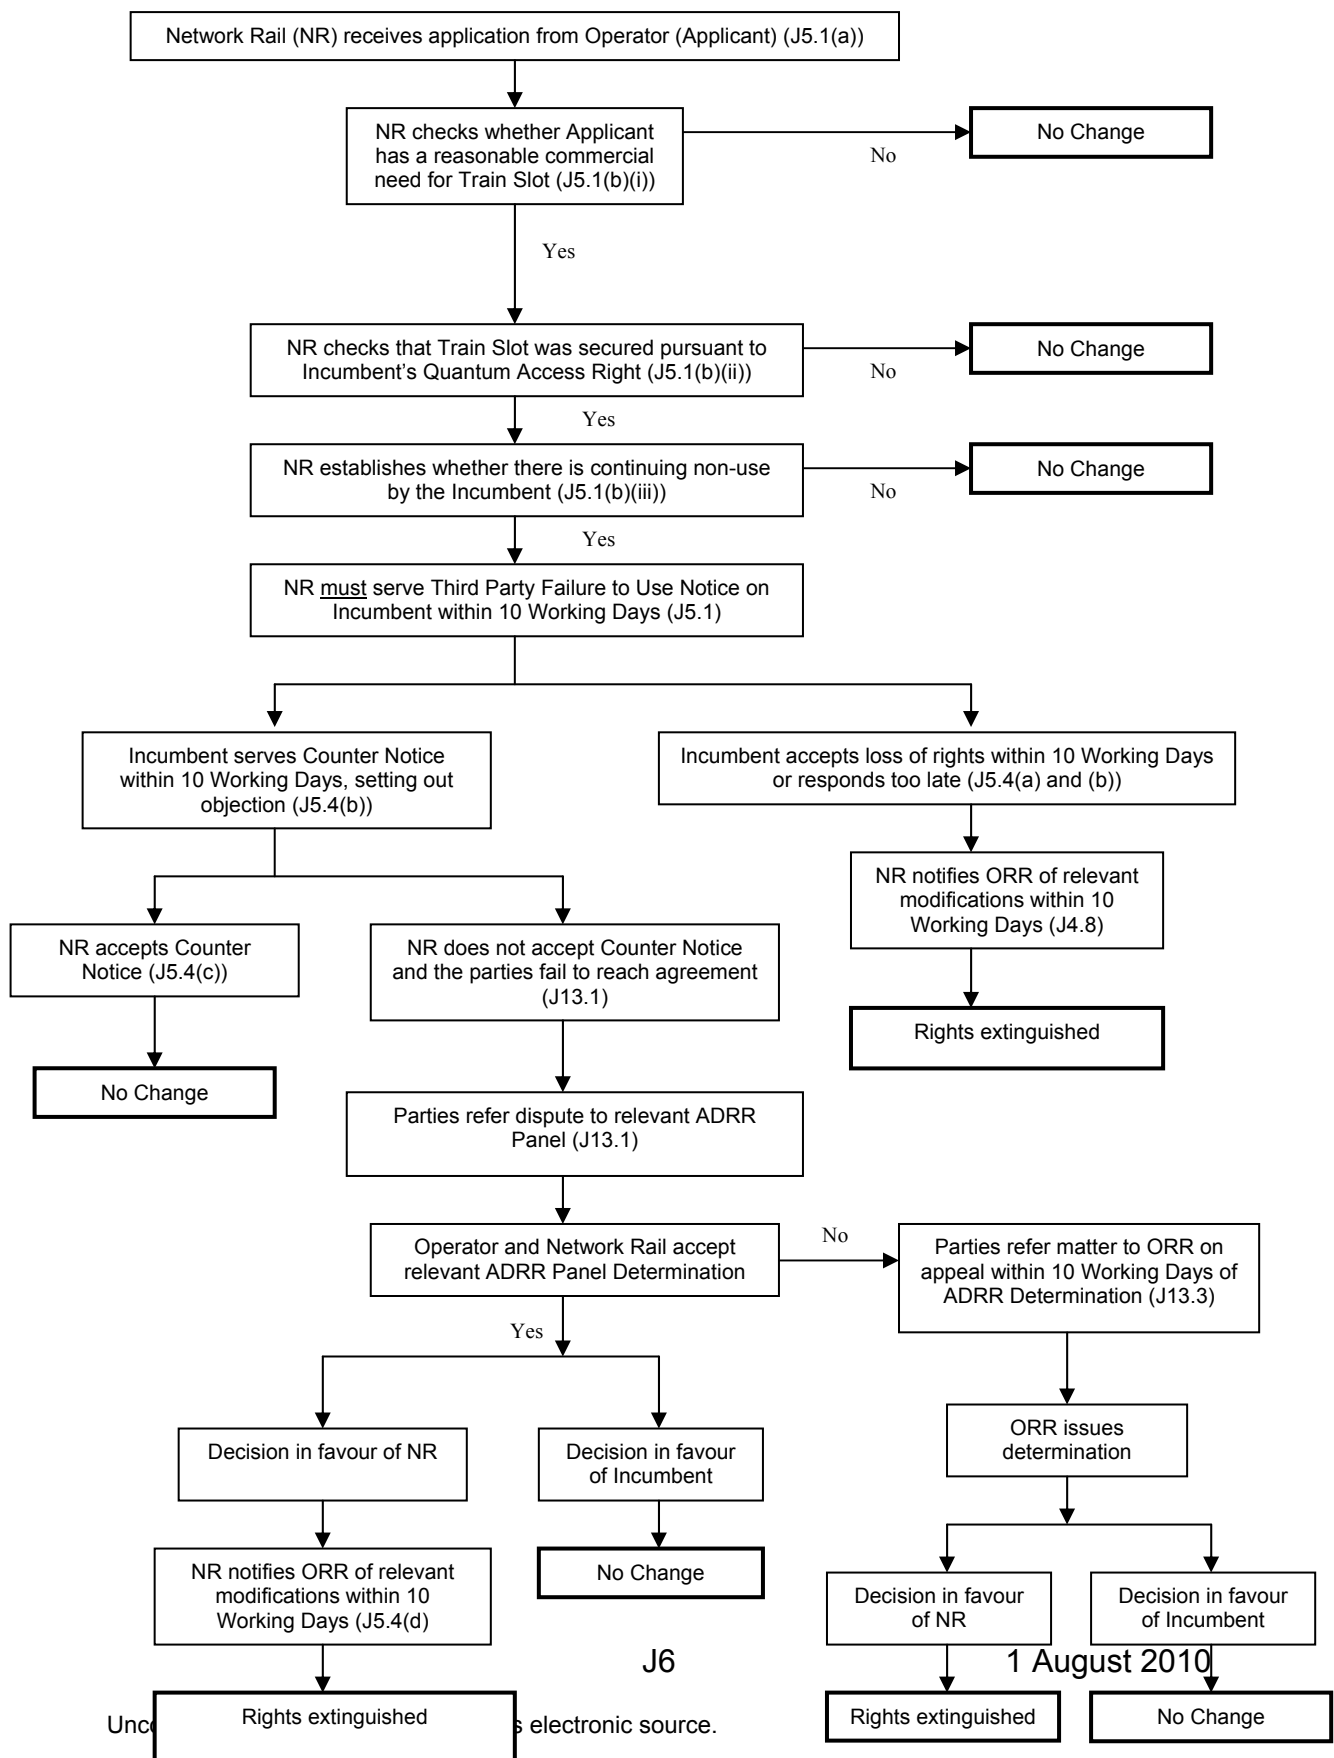 Network Rail (NR) receives application from Operator (Applicant) (J5.1(a))
NR checks whether Applicant
has a reasonable commercial
need for Train Slot (J5.1(b)(i))
No
No Change
Yes
NR checks that Train Slot was secured pursuant to
Incumbent's Quantum Access Right (J5.1(b)(ii))
No
No Change
Yes
NR establishes whether there is continuing non-use
by the Incumbent (J5.1(b)(iii))
No
No Change
Yes
NR must serve Third Party Failure to Use Notice on
Incumbent within 10 Working Days (J5.1)
Incumbent serves Counter Notice
within 10 Working Days, setting out
objection (J5.4(b))
Incumbent accepts loss of rights within 10 Working Days
or responds too late (J5.4(a) and (b))
NR notifies ORR of relevant
modifications within 10
Working Days (J4.8)
Rights extinguished
NR accepts Counter
Notice (J5.4(c))
No Change
NR does not accept Counter Notice
and the parties fail to reach agreement
(J13.1)
Parties refer dispute to relevant ADRR
Panel (J13.1)
Operator and Network Rail accept
relevant ADRR Panel Determination
No
Parties refer matter to ORR on
appeal within 10 Working Days of
ADRR Determination (J13.3)
Yes
Decision in favour of NR
Decision in favour
of Incumbent
ORR issues
determination
NR notifies ORR of relevant
modifications within 10
Working Days (J5.4(d)
No Change
Decision in favour
of NR
Decision in favour
of Incumbent
J6
1 August 2010
Rights extinguished
Rights extinguished
No Change
electronic source.